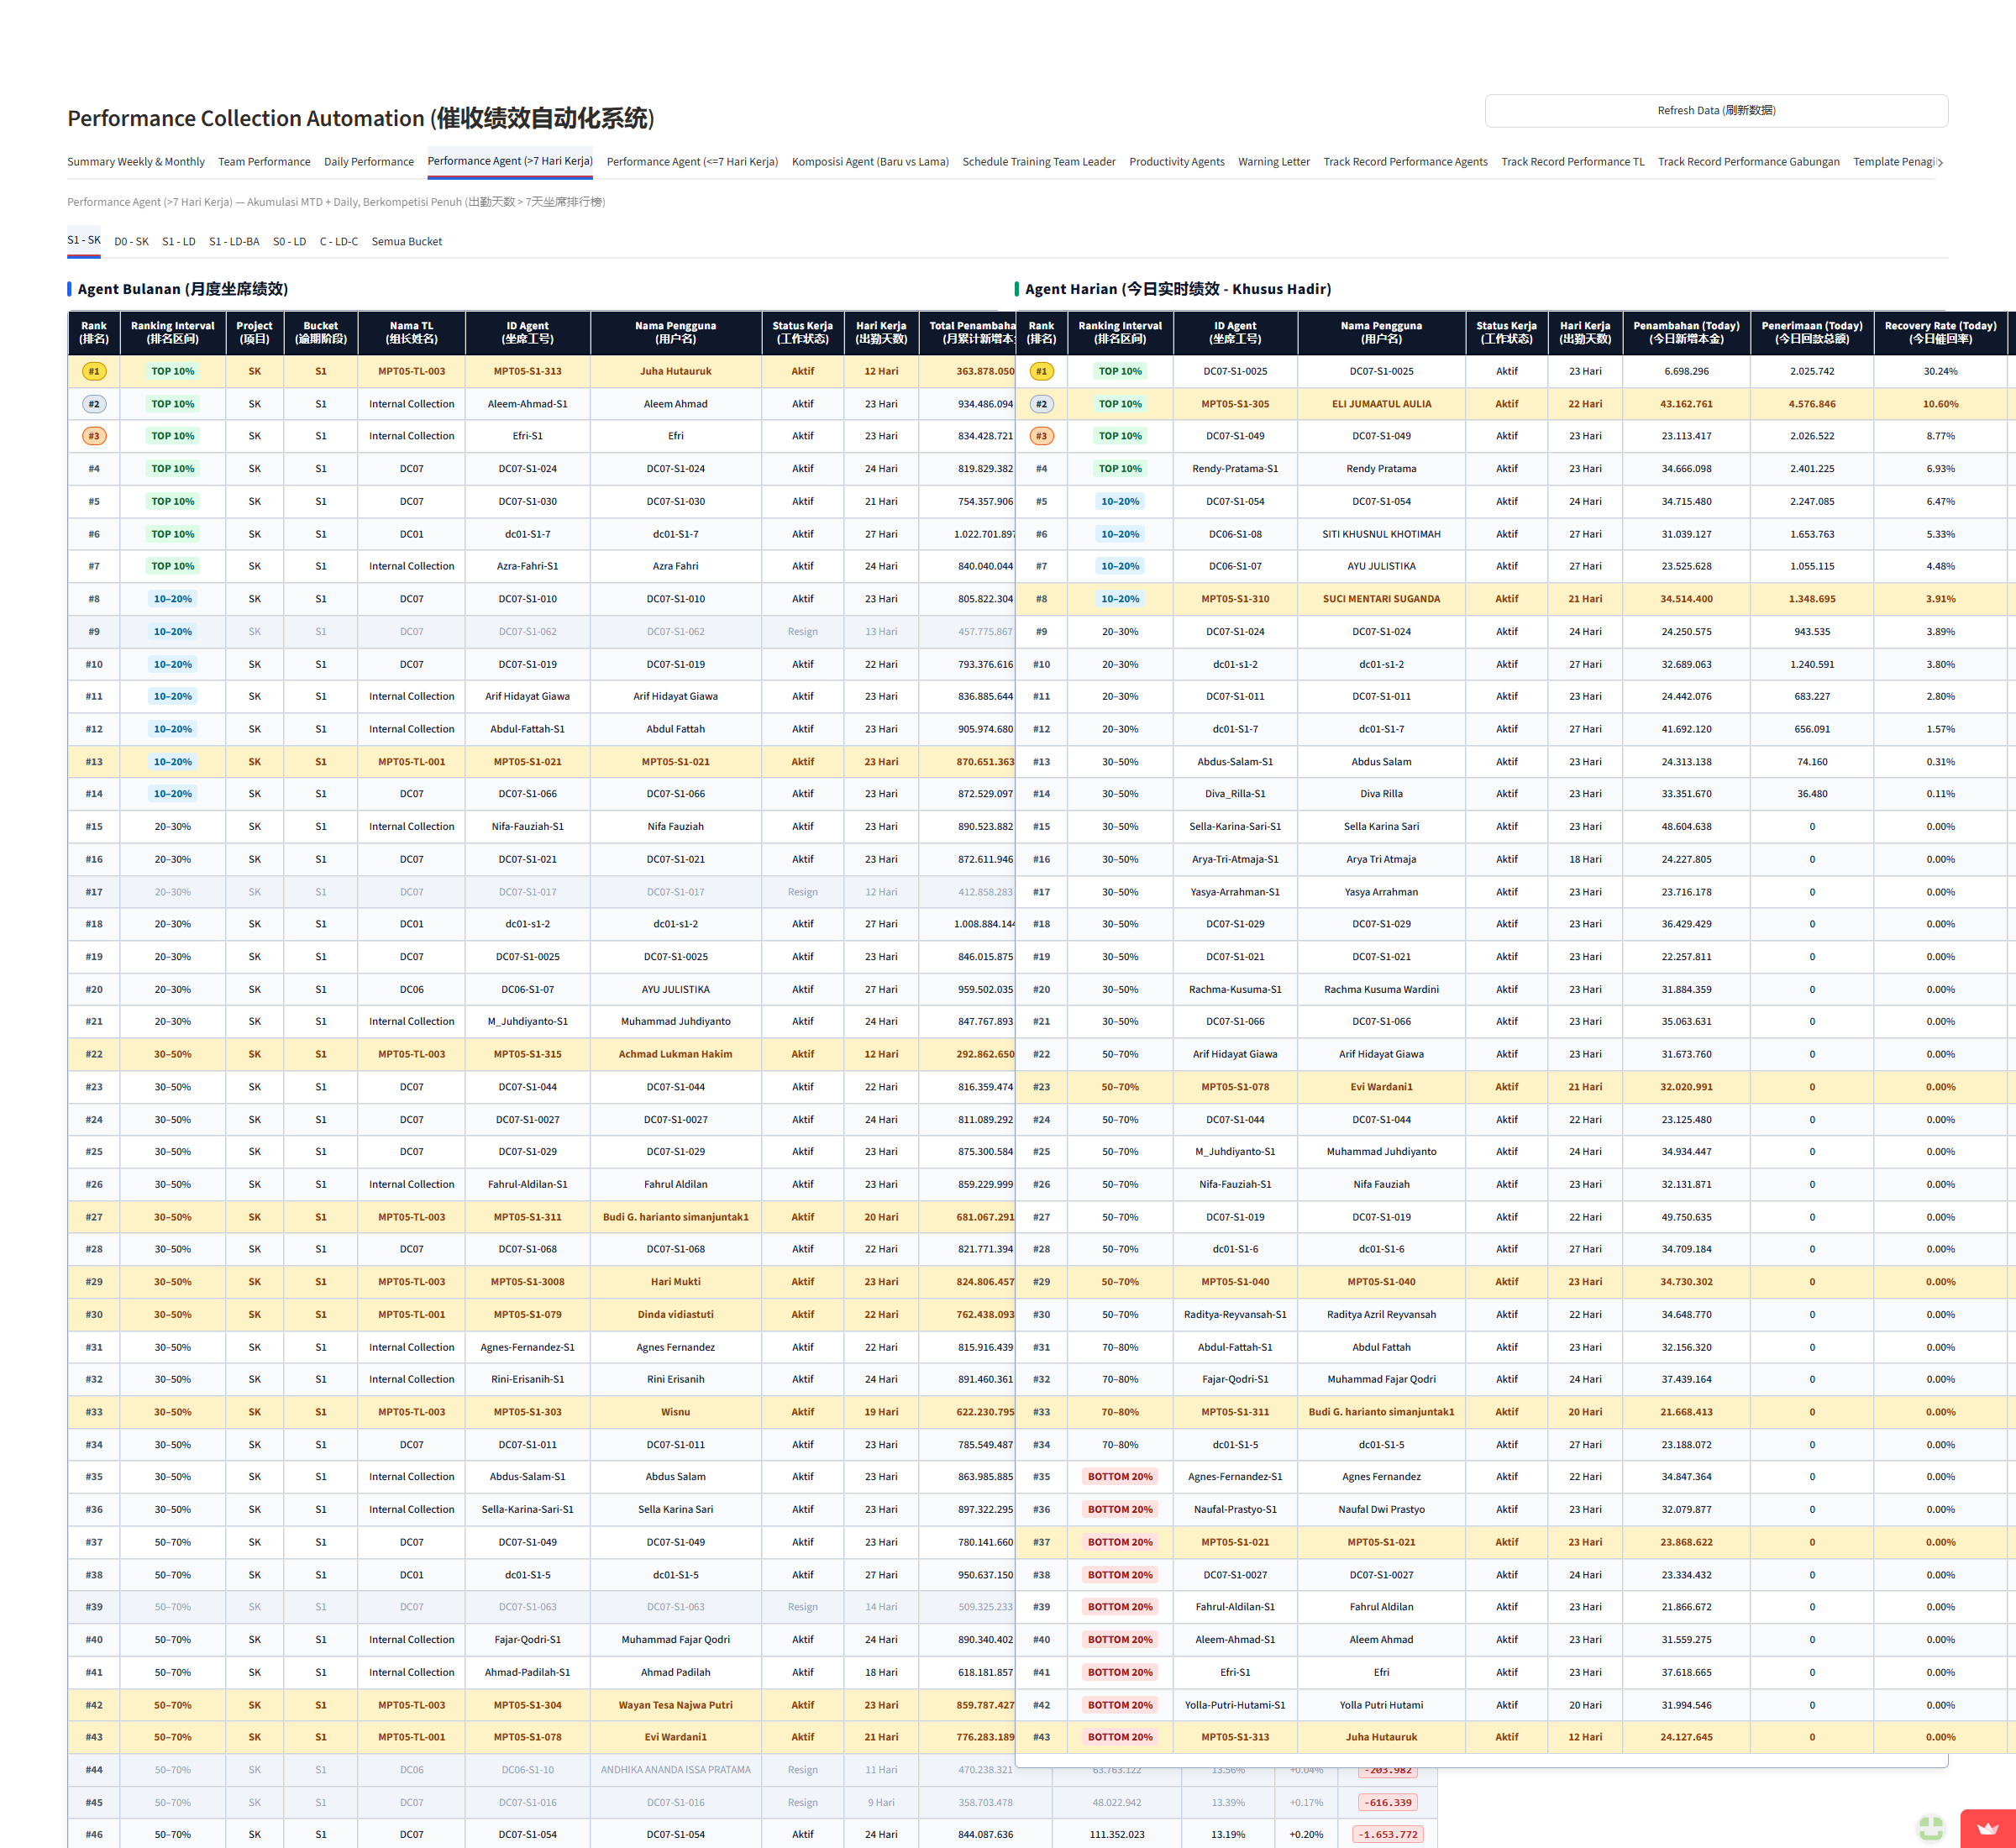 Performance Collection Automation (催收绩效自动化系统)
Refresh Data (刷新数据)
Summary Weekly & Monthly Team Performance Daily Performance Performance Agent (>7 Hari Kerja) Performance Agent (<=7 Hari Kerja) Komposisi Agent (Baru vs Lama) Schedule Training Team Leader Productivity Agents Warning Letter Track Record Performance Agents Track Record Performance TL Track Record Performance Gabungan Template Penagi
Performance Agent (>7 Hari Kerja) — Akumulasi MTD + Daily, Berkompetisi Penuh (出勤天数 > 7天坐席排行榜)
S1 - SK D0 - SK S1 - LD S1 - LD-BA S0 - LD C - LD-C Semua Bucket
Agent Bulanan (月度坐席绩效)
Rank Ranking Interval Project Bucket Nama TL ID Agent Nama Pengguna Status Kerja Hari Kerja Total Penambaha
(排名) (排名区间) (项目) (逾期阶段) (组长姓名) (坐席工号) (用户名) (工作状态) (出勤天数) (月累计新增本
#1 TOP 10% SK S1 MPT05-TL-003 MPT05-S1-313 Juha Hutauruk Aktif 12 Hari 363.878.050
#2 TOP 10% SK S1 Internal Collection Aleem-Ahmad-S1 Aleem Ahmad Aktif 23 Hari 934.486.094
#3 TOP 10% SK S1 Internal Collection Efri-S1 Efri Aktif 23 Hari 834.428.721
#4 TOP 10% SK S1 DC07 DC07-S1-024 DC07-S1-024 Aktif 24 Hari 819.829.382
#5 TOP 10% SK S1 DC07 DC07-S1-030 DC07-S1-030 Aktif 21 Hari 754.357.906
#6 TOP 10% SK S1 DC01 dc01-S1-7 dc01-S1-7 Aktif 27 Hari 1.022.701.897
#7 TOP 10% SK S1 Internal Collection Azra-Fahri-S1 Azra Fahri Aktif 24 Hari 840.040.044
#8 10–20% SK S1 DC07 DC07-S1-010 DC07-S1-010 Aktif 23 Hari 805.822.304
#9 10–20% SK S1 DC07 DC07-S1-062 DC07-S1-062 Resign 13 Hari 457.775.867
#10 10–20% SK S1 DC07 DC07-S1-019 DC07-S1-019 Aktif 22 Hari 793.376.616
#11 10–20% SK S1 Internal Collection Arif Hidayat Giawa Arif Hidayat Giawa Aktif 23 Hari 836.885.644
#12 10–20% SK S1 Internal Collection Abdul-Fattah-S1 Abdul Fattah Aktif 23 Hari 905.974.680
#13 10–20% SK S1 MPT05-TL-001 MPT05-S1-021 MPT05-S1-021 Aktif 23 Hari 870.651.363
#14 10–20% SK S1 DC07 DC07-S1-066 DC07-S1-066 Aktif 23 Hari 872.529.097
#15 20–30% SK S1 Internal Collection Nifa-Fauziah-S1 Nifa Fauziah Aktif 23 Hari 890.523.882
#16 20–30% SK S1 DC07 DC07-S1-021 DC07-S1-021 Aktif 23 Hari 872.611.946
#17 20–30% SK S1 DC07 DC07-S1-017 DC07-S1-017 Resign 12 Hari 412.858.283
#18 20–30% SK S1 DC01 dc01-s1-2 dc01-s1-2 Aktif 27 Hari 1.008.884.144
#19 20–30% SK S1 DC07 DC07-S1-0025 DC07-S1-0025 Aktif 23 Hari 846.015.875
#20 20–30% SK S1 DC06 DC06-S1-07 AYU JULISTIKA Aktif 27 Hari 959.502.035
#21 20–30% SK S1 Internal Collection M_Juhdiyanto-S1 Muhammad Juhdiyanto Aktif 24 Hari 847.767.893
#22 30–50% SK S1 MPT05-TL-003 MPT05-S1-315 Achmad Lukman Hakim Aktif 12 Hari 292.862.650
#23 30–50% SK S1 DC07 DC07-S1-044 DC07-S1-044 Aktif 22 Hari 816.359.474
#24 30–50% SK S1 DC07 DC07-S1-0027 DC07-S1-0027 Aktif 24 Hari 811.089.292
#25 30–50% SK S1 DC07 DC07-S1-029 DC07-S1-029 Aktif 23 Hari 875.300.584
#26 30–50% SK S1 Internal Collection Fahrul-Aldilan-S1 Fahrul Aldilan Aktif 23 Hari 859.229.999
#27 30–50% SK S1 MPT05-TL-003 MPT05-S1-311 Budi G. harianto simanjuntak1 Aktif 20 Hari 681.067.291
#28 30–50% SK S1 DC07 DC07-S1-068 DC07-S1-068 Aktif 22 Hari 821.771.394
#29 30–50% SK S1 MPT05-TL-003 MPT05-S1-3008 Hari Mukti Aktif 23 Hari 824.806.457
#30 30–50% SK S1 MPT05-TL-001 MPT05-S1-079 Dinda vidiastuti Aktif 22 Hari 762.438.093
#31 30–50% SK S1 Internal Collection Agnes-Fernandez-S1 Agnes Fernandez Aktif 22 Hari 815.916.439
#32 30–50% SK S1 Internal Collection Rini-Erisanih-S1 Rini Erisanih Aktif 24 Hari 891.460.361
#33 30–50% SK S1 MPT05-TL-003 MPT05-S1-303 Wisnu Aktif 19 Hari 622.230.795
#34 30–50% SK S1 DC07 DC07-S1-011 DC07-S1-011 Aktif 23 Hari 785.549.487
#35 30–50% SK S1 Internal Collection Abdus-Salam-S1 Abdus Salam Aktif 23 Hari 863.985.885
#36 30–50% SK S1 Internal Collection Sella-Karina-Sari-S1 Sella Karina Sari Aktif 23 Hari 897.322.295
#37 50–70% SK S1 DC07 DC07-S1-049 DC07-S1-049 Aktif 23 Hari 780.141.660
#38 50–70% SK S1 DC01 dc01-S1-5 dc01-S1-5 Aktif 27 Hari 950.637.150
#39 50–70% SK S1 DC07 DC07-S1-063 DC07-S1-063 Resign 14 Hari 509.325.233
#40 50–70% SK S1 Internal Collection Fajar-Qodri-S1 Muhammad Fajar Qodri Aktif 24 Hari 890.340.402
#41 50–70% SK S1 Internal Collection Ahmad-Padilah-S1 Ahmad Padilah Aktif 18 Hari 618.181.857
#42 50–70% SK S1 MPT05-TL-003 MPT05-S1-304 Wayan Tesa Najwa Putri Aktif 23 Hari 859.787.427
#43 50–70% SK S1 MPT05-TL-001 MPT05-S1-078 Evi Wardani1 Aktif 21 Hari 776.283.189
#44 50–70% SK S1 DC06 DC06-S1-10 ANDHIKA ANANDA ISSA PRATAMA Resign 11 Hari 470.238.321 63.763.122 13.56% +0.04% -203.982
#45 50–70% SK S1 DC07 DC07-S1-016 DC07-S1-016 Resign 9 Hari 358.703.478 48.022.942 13.39% +0.17% -616.339
#46 50–70% SK S1 DC07 DC07-S1-054 DC07-S1-054 Aktif 24 Hari 844.087.636 111.352.023 13.19% +0.20% -1.653.772
Agent Harian (今日实时绩效 - Khusus Hadir)
Rank Ranking Interval ID Agent Nama Pengguna Status Kerja Hari Kerja Penambahan (Today) Penerimaan (Today) Recovery Rate (Today)
(排名) (排名区间) (坐席工号) (用户名) (工作状态) (出勤天数) (今日新增本金) (今日回款总额) (今日催回率)
#1 TOP 10% DC07-S1-0025 DC07-S1-0025 Aktif 23 Hari 6.698.296 2.025.742 30.24%
#2 TOP 10% MPT05-S1-305 ELI JUMAATUL AULIA Aktif 22 Hari 43.162.761 4.576.846 10.60%
#3 TOP 10% DC07-S1-049 DC07-S1-049 Aktif 23 Hari 23.113.417 2.026.522 8.77%
#4 TOP 10% Rendy-Pratama-S1 Rendy Pratama Aktif 23 Hari 34.666.098 2.401.225 6.93%
#5 10–20% DC07-S1-054 DC07-S1-054 Aktif 24 Hari 34.715.480 2.247.085 6.47%
#6 10–20% DC06-S1-08 SITI KHUSNUL KHOTIMAH Aktif 27 Hari 31.039.127 1.653.763 5.33%
#7 10–20% DC06-S1-07 AYU JULISTIKA Aktif 27 Hari 23.525.628 1.055.115 4.48%
#8 10–20% MPT05-S1-310 SUCI MENTARI SUGANDA Aktif 21 Hari 34.514.400 1.348.695 3.91%
#9 20–30% DC07-S1-024 DC07-S1-024 Aktif 24 Hari 24.250.575 943.535 3.89%
#10 20–30% dc01-s1-2 dc01-s1-2 Aktif 27 Hari 32.689.063 1.240.591 3.80%
#11 20–30% DC07-S1-011 DC07-S1-011 Aktif 23 Hari 24.442.076 683.227 2.80%
#12 20–30% dc01-S1-7 dc01-S1-7 Aktif 27 Hari 41.692.120 656.091 1.57%
#13 30–50% Abdus-Salam-S1 Abdus Salam Aktif 23 Hari 24.313.138 74.160 0.31%
#14 30–50% Diva_Rilla-S1 Diva Rilla Aktif 23 Hari 33.351.670 36.480 0.11%
#15 30–50% Sella-Karina-Sari-S1 Sella Karina Sari Aktif 23 Hari 48.604.638 0 0.00%
#16 30–50% Arya-Tri-Atmaja-S1 Arya Tri Atmaja Aktif 18 Hari 24.227.805 0 0.00%
#17 30–50% Yasya-Arrahman-S1 Yasya Arrahman Aktif 23 Hari 23.716.178 0 0.00%
#18 30–50% DC07-S1-029 DC07-S1-029 Aktif 23 Hari 36.429.429 0 0.00%
#19 30–50% DC07-S1-021 DC07-S1-021 Aktif 23 Hari 22.257.811 0 0.00%
#20 30–50% Rachma-Kusuma-S1 Rachma Kusuma Wardini Aktif 23 Hari 31.884.359 0 0.00%
#21 30–50% DC07-S1-066 DC07-S1-066 Aktif 23 Hari 35.063.631 0 0.00%
#22 50–70% Arif Hidayat Giawa Arif Hidayat Giawa Aktif 23 Hari 31.673.760 0 0.00%
#23 50–70% MPT05-S1-078 Evi Wardani1 Aktif 21 Hari 32.020.991 0 0.00%
#24 50–70% DC07-S1-044 DC07-S1-044 Aktif 22 Hari 23.125.480 0 0.00%
#25 50–70% M_Juhdiyanto-S1 Muhammad Juhdiyanto Aktif 24 Hari 34.934.447 0 0.00%
#26 50–70% Nifa-Fauziah-S1 Nifa Fauziah Aktif 23 Hari 32.131.871 0 0.00%
#27 50–70% DC07-S1-019 DC07-S1-019 Aktif 22 Hari 49.750.635 0 0.00%
#28 50–70% dc01-S1-6 dc01-S1-6 Aktif 27 Hari 34.709.184 0 0.00%
#29 50–70% MPT05-S1-040 MPT05-S1-040 Aktif 23 Hari 34.730.302 0 0.00%
#30 50–70% Raditya-Reyvansah-S1 Raditya Azril Reyvansah Aktif 22 Hari 34.648.770 0 0.00%
#31 70–80% Abdul-Fattah-S1 Abdul Fattah Aktif 23 Hari 32.156.320 0 0.00%
#32 70–80% Fajar-Qodri-S1 Muhammad Fajar Qodri Aktif 24 Hari 37.439.164 0 0.00%
#33 70–80% MPT05-S1-311 Budi G. harianto simanjuntak1 Aktif 20 Hari 21.668.413 0 0.00%
#34 70–80% dc01-S1-5 dc01-S1-5 Aktif 27 Hari 23.188.072 0 0.00%
#35 BOTTOM 20% Agnes-Fernandez-S1 Agnes Fernandez Aktif 22 Hari 34.847.364 0 0.00%
#36 BOTTOM 20% Naufal-Prastyo-S1 Naufal Dwi Prastyo Aktif 23 Hari 32.079.877 0 0.00%
#37 BOTTOM 20% MPT05-S1-021 MPT05-S1-021 Aktif 23 Hari 23.868.622 0 0.00%
#38 BOTTOM 20% DC07-S1-0027 DC07-S1-0027 Aktif 24 Hari 23.334.432 0 0.00%
#39 BOTTOM 20% Fahrul-Aldilan-S1 Fahrul Aldilan Aktif 23 Hari 21.866.672 0 0.00%
#40 BOTTOM 20% Aleem-Ahmad-S1 Aleem Ahmad Aktif 23 Hari 31.559.275 0 0.00%
#41 BOTTOM 20% Efri-S1 Efri Aktif 23 Hari 37.618.665 0 0.00%
#42 BOTTOM 20% Yolla-Putri-Hutami-S1 Yolla Putri Hutami Aktif 20 Hari 31.994.546 0 0.00%
#43 BOTTOM 20% MPT05-S1-313 Juha Hutauruk Aktif 12 Hari 24.127.645 0 0.00%